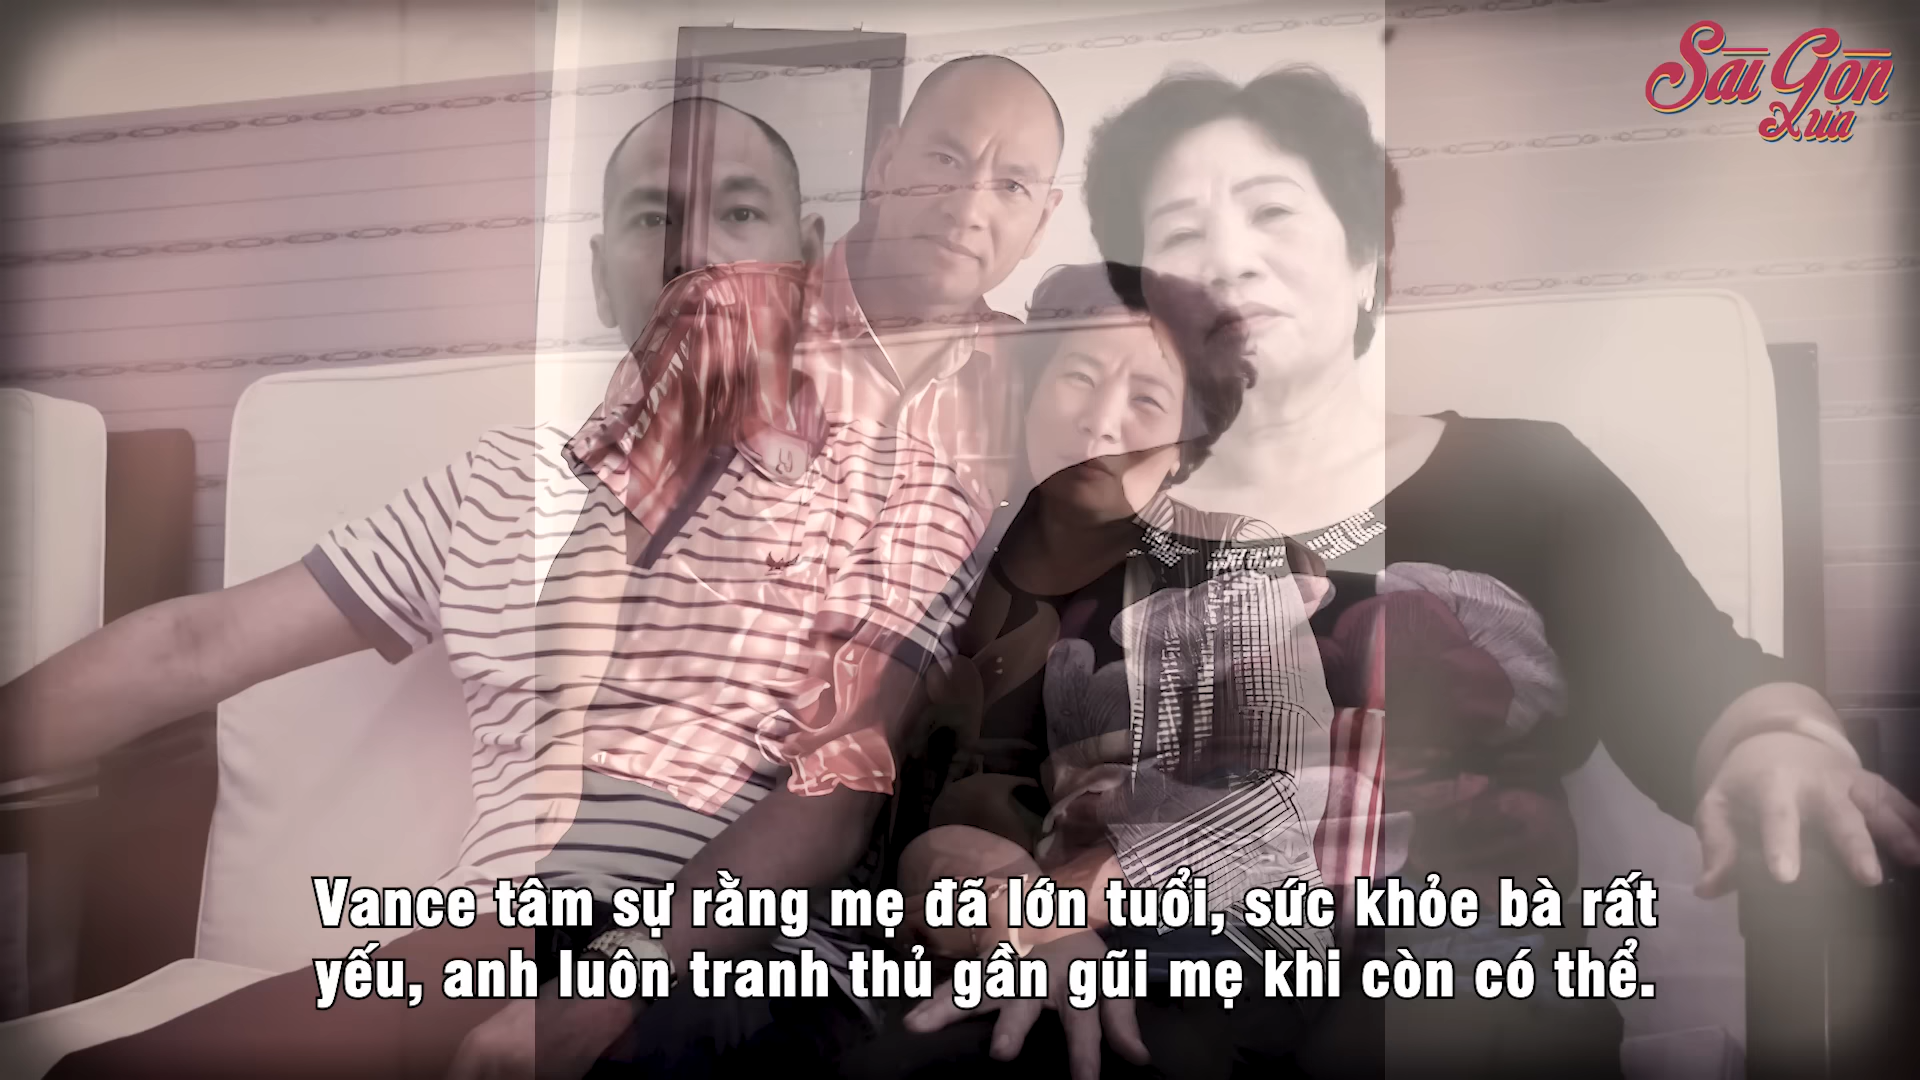 Sài Gòn
Xưa
Vance tâm sự rằng mẹ đã lớn tuổi, sức khỏe bà rất
yếu, anh luôn tranh thủ gần gũi mẹ khi còn có thể.